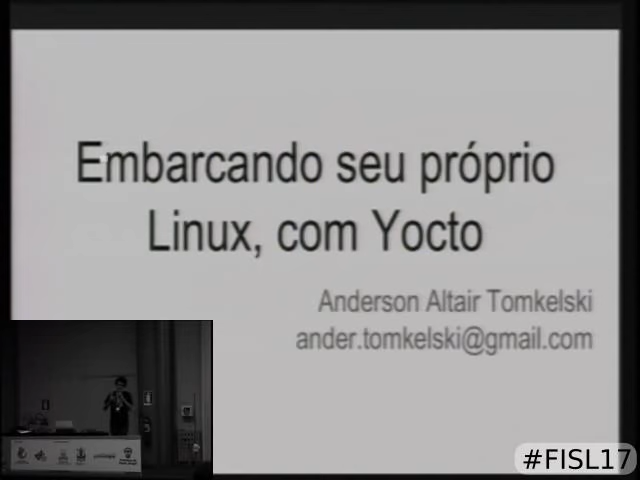 Embarcando seu próprio
Linux, com Yocto
Anderson Altair Tomkelski
ander.tomkelski@gmail.com
#FISL17